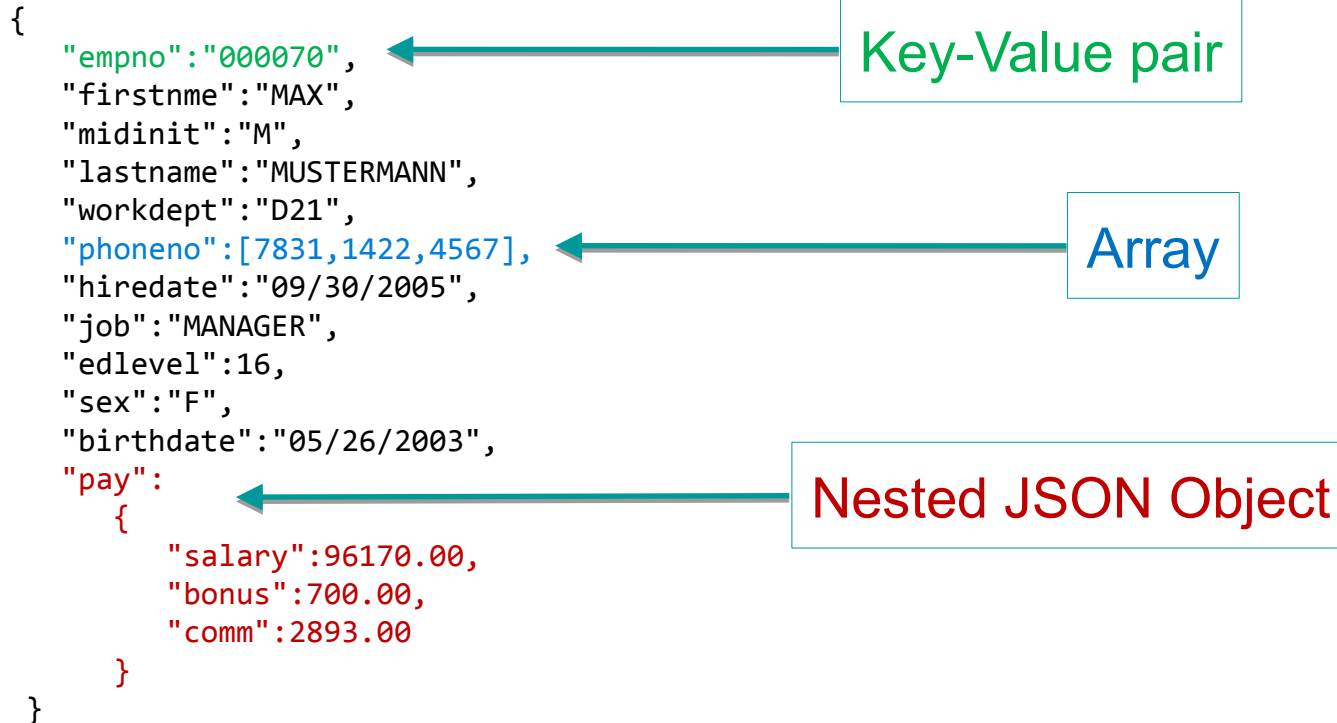 {
"empno":"000070",
Key-Value pair
"firstnme":"MAX",
"midinit":"M",
"lastname":"MUSTERMANN",
"workdept":"D21",
"phoneno":[7831,1422,4567],
Array
"hiredate":"09/30/2005",
"job":"MANAGER",
"edlevel":16,
"sex":"F",
"birthdate":"05/26/2003",
"pay":
Nested JSON Object
{
"salary":96170.00,
"bonus":700.00,
"comm":2893.00
}
}